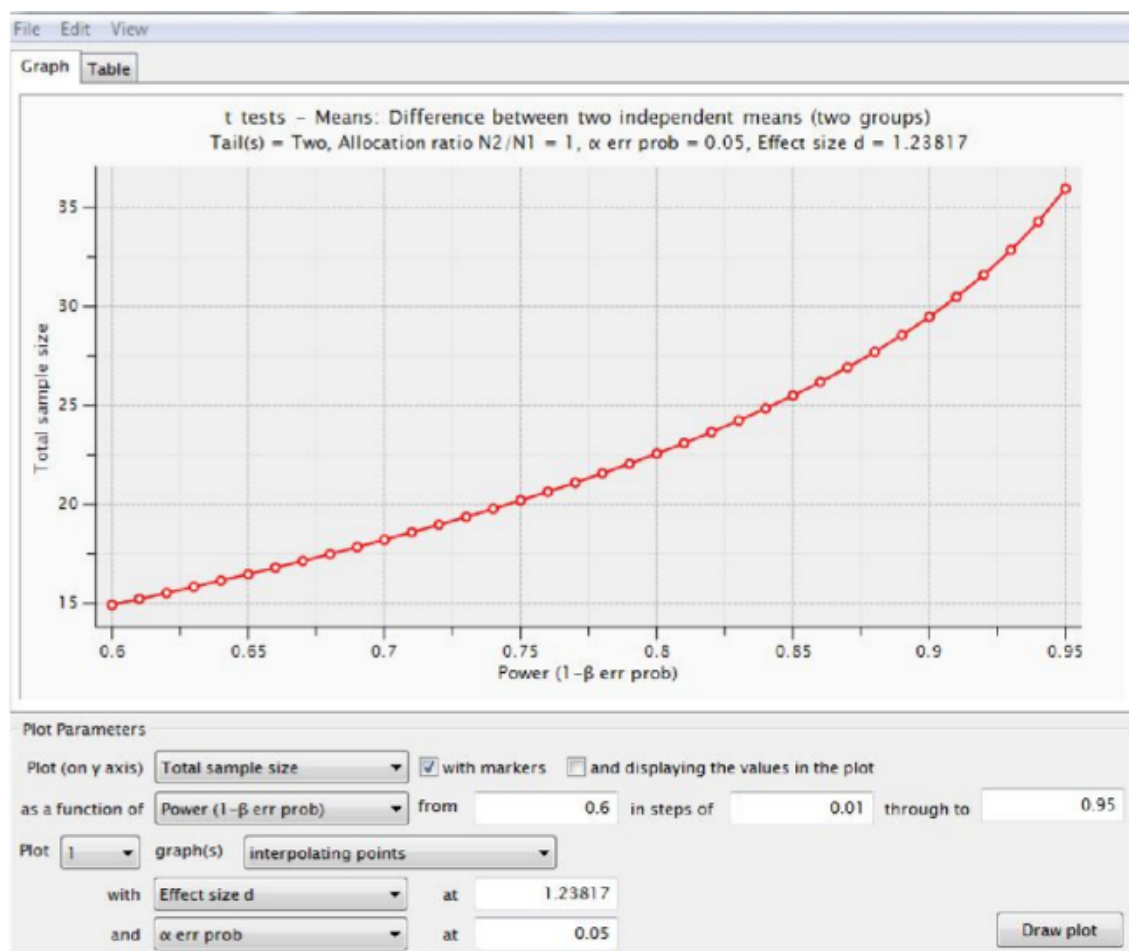 File Edit View
Graph Table
t tests – Means: Difference between two independent means (two groups)
Tail(s) = Two, Allocation ratio N2/N1 = 1, α err prob = 0.05, Effect size d = 1.23817
Total sample size
35
30
25
20
15
0.6 0.65 0.7 0.75 0.8 0.85 0.9 0.95
Power (1-β err prob)
Plot Parameters
Plot (on y axis) Total sample size with markers and displaying the values in the plot
as a function of Power (1-β err prob) from 0.6 in steps of 0.01 through to 0.95
Plot 1 graph(s) interpolating points
with Effect size d at 1.23817
and α err prob at 0.05 Draw plot